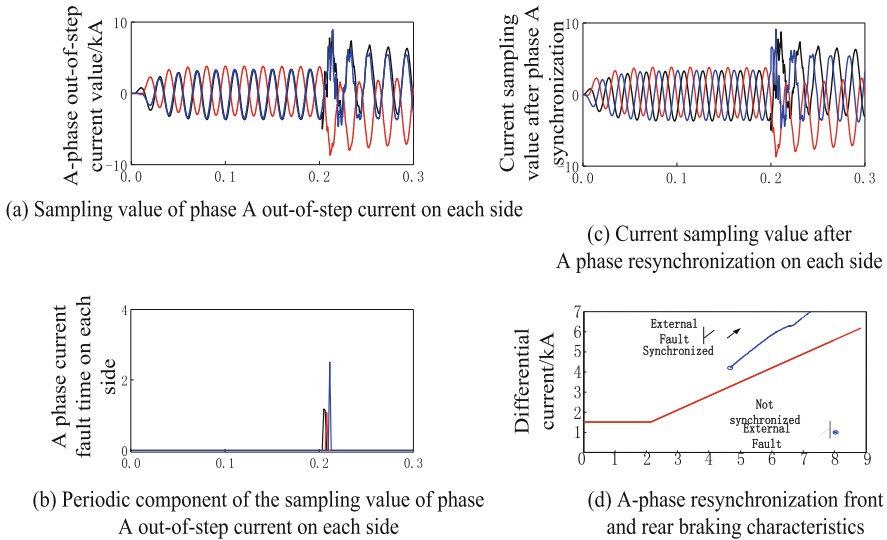 A-phase out-of-step
current value/kA
10
0
-10
0.0
0.1
0.2
0.3
(a) Sampling value of phase A out-of-step current on each side
Current sampling
value after phase A
synchronization
10
0
10
0.0
0.1
0.2
0.3
(c) Current sampling value after
A phase resynchronization on each side
A phase current
fault time on each
side
4
2
0
0.0
0.1
0.2
0.3
(b) Periodic component of the sampling value of phase
A out-of-step current on each side
Differential
current/kA
7
6
5
4
3
2
1
0
1
2
3
4
5
6
7
8
9
External
Fault
Synchronized
Not
synchronized
External
Fault
(d) A-phase resynchronization front
and rear braking characteristics